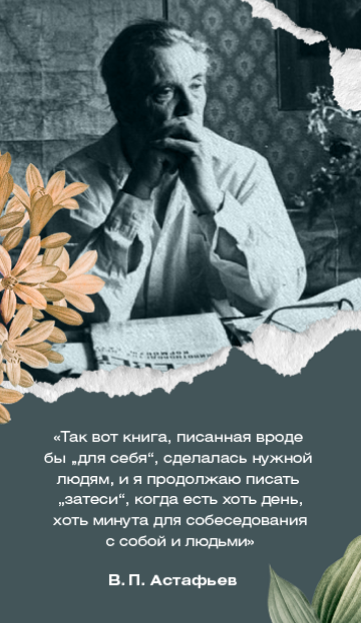 «Так вот книга, писанная вроде
бы „для себя“, сделалась нужной
людям, и я продолжаю писать
„затеси“, когда есть хоть день,
хоть минута для собеседования
с собой и людьми»
В. П. Астафьев